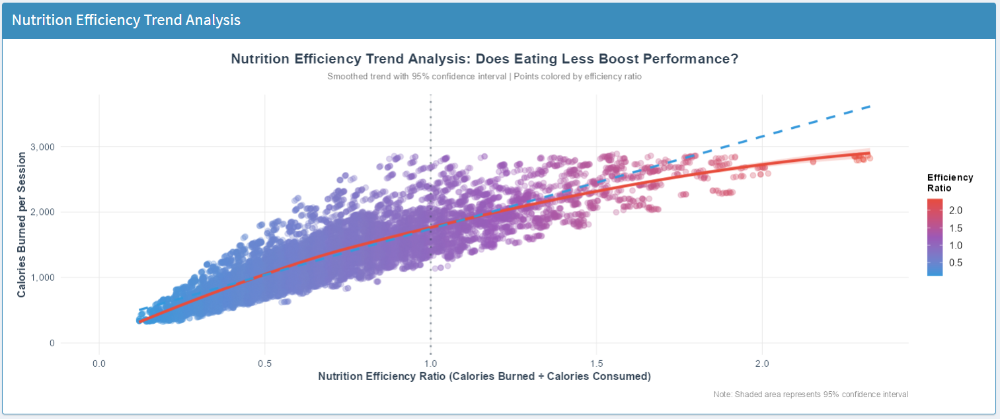 Nutrition Efficiency Trend Analysis
Nutrition Efficiency Trend Analysis: Does Eating Less Boost Performance?
Smoothed trend with 95% confidence interval | Points colored by efficiency ratio
Calories Burned per Session
3,000
2,000
1,000
0
0.0
0.5
1.0
1.5
2.0
Nutrition Efficiency Ratio (Calories Burned ÷ Calories Consumed)
Efficiency
Ratio
2.0
1.5
1.0
0.5
Note: Shaded area represents 95% confidence interval